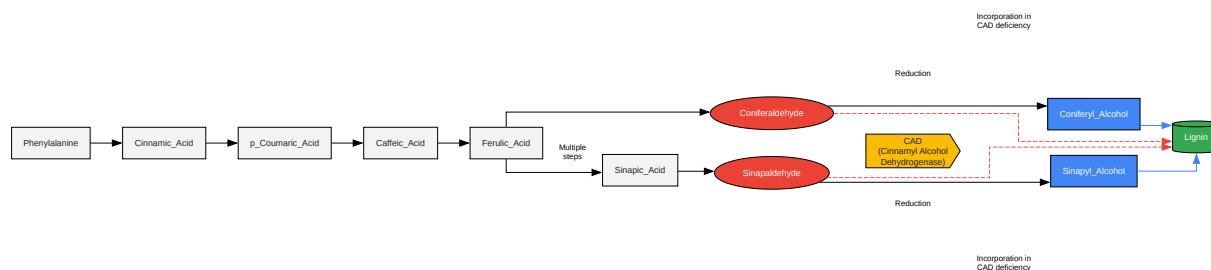 Incorporation in
CAD deficiency
Reduction
Coniferaldehyde
Coniferyl_Alcohol
Phenylalanine
Cinnamic_Acid
p_Coumaric_Acid
Caffeic_Acid
Ferulic_Acid
Multiple
steps
CAD
(Cinnamyl Alcohol
Dehydrogenase)
Lignin
Sinapic_Acid
Sinapaldehyde
Sinapyl_Alcohol
Reduction
Incorporation in
CAD deficiency